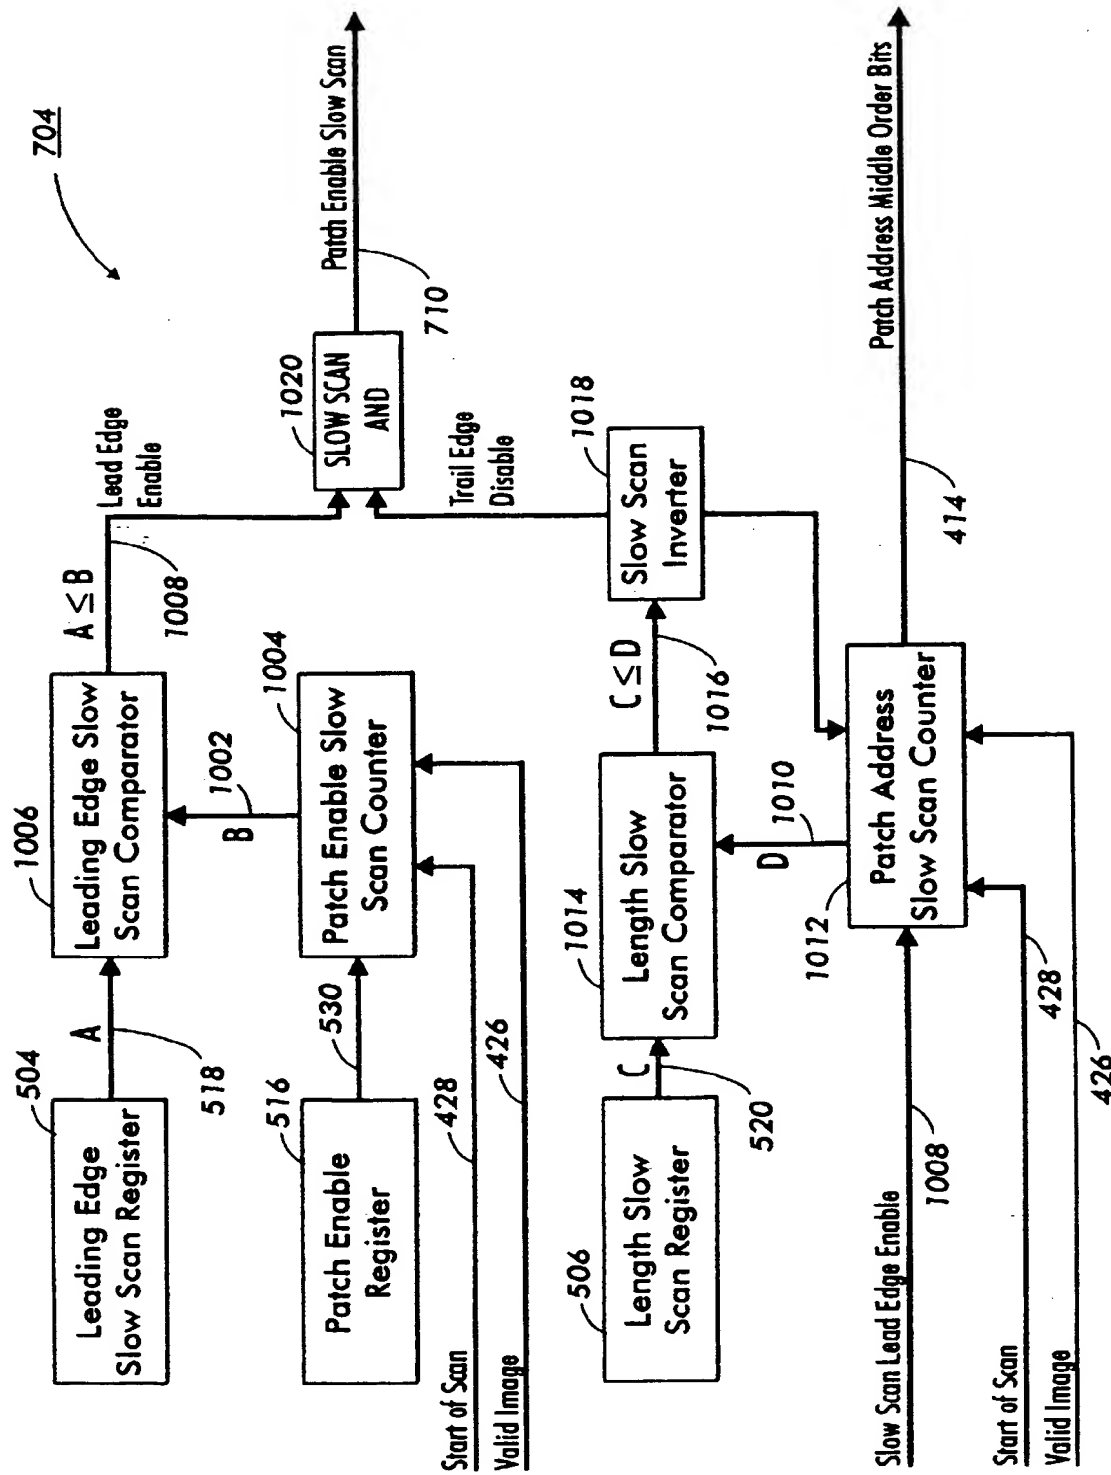 704
504
Leading Edge
Slow Scan Register
A
518
1006
Leading Edge Slow
Scan Comparator
A ≤ B
1008
Lead Edge
Enable
1020
SLOW SCAN
AND
Patch Enable Slow Scan
710
516
Patch Enable
Register
530
B
1002
1004
Patch Enable Slow
Scan Counter
Start of Scan
428
Valid Image
426
Trail Edge
Disable
506
Length Slow
Scan Register
C
520
1014
Length Slow
Scan Comparator
C ≤ D
1016
1018
Slow Scan
Inverter
D
1010
1012
Patch Address
Slow Scan Counter
Patch Address Middle Order Bits
414
Slow Scan Lead Edge Enable
1008
Start of Scan
428
Valid Image
426